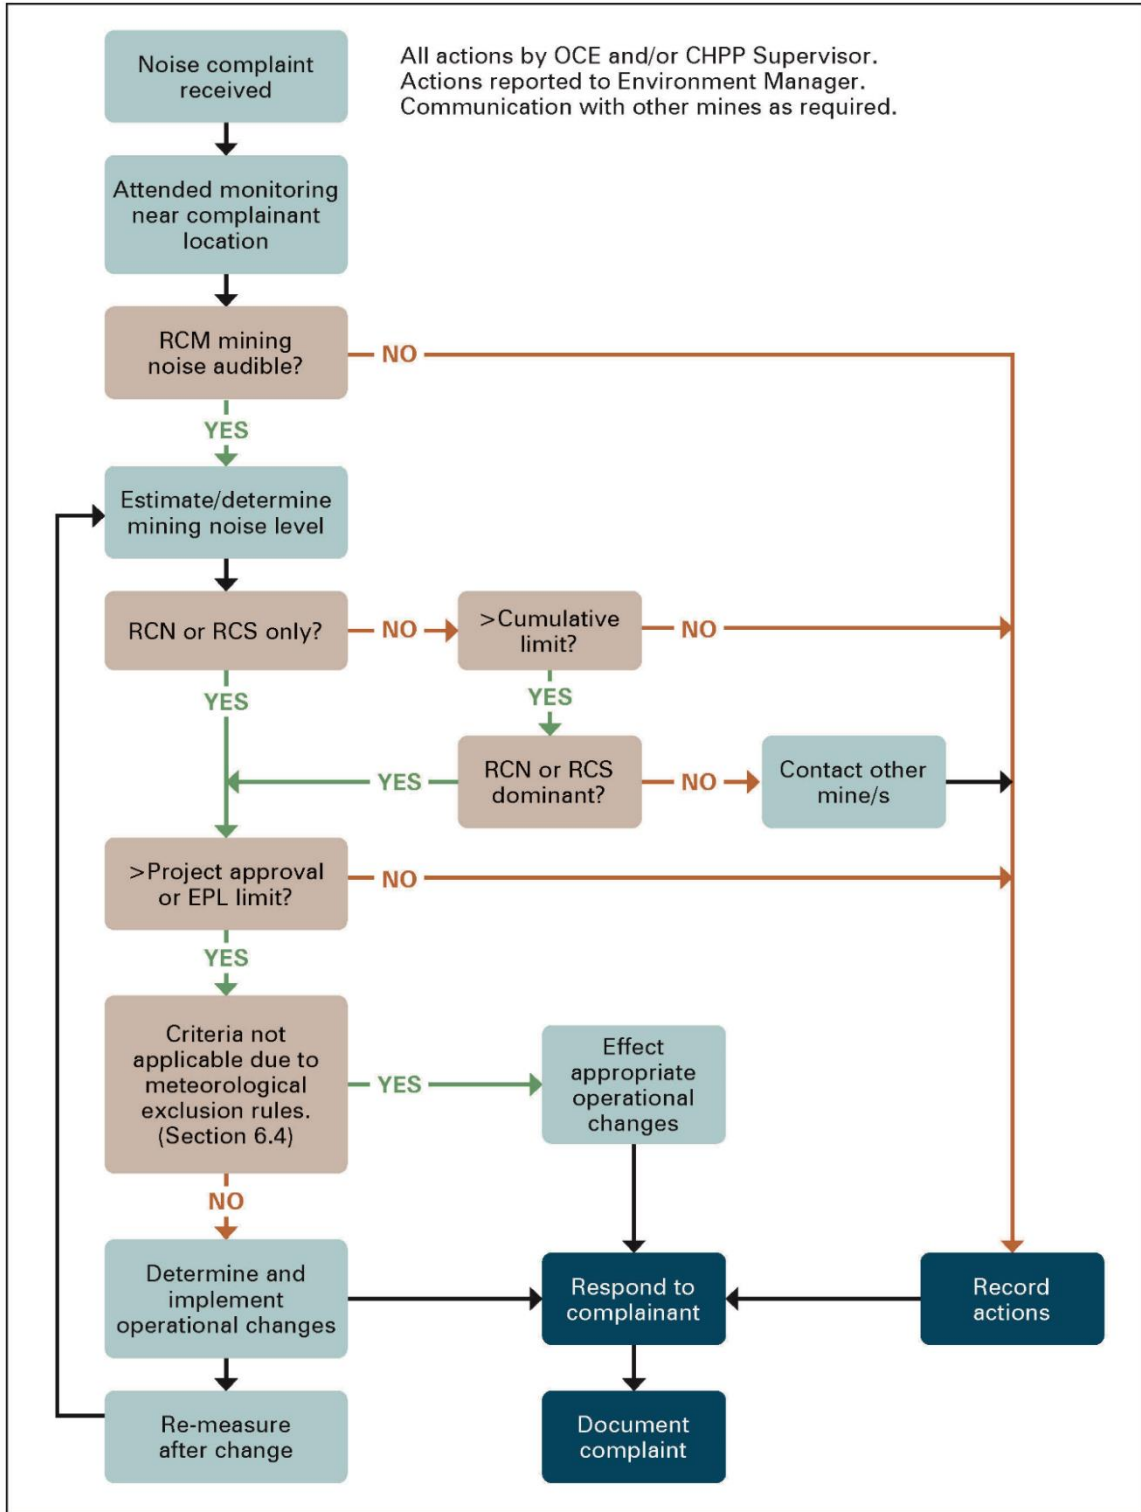 Noise complaint
received
All actions by OCE and/or CHPP Supervisor.
Actions reported to Environment Manager.
Communication with other mines as required.
Attended monitoring
near complainant
location
RCM mining
noise audible?
NO
YES
Estimate/determine
mining noise level
RCN or RCS only?
NO
>Cumulative
limit?
NO
YES
YES
RCN or RCS
dominant?
YES
NO
Contact other
mine/s
>Project approval
or EPL limit?
NO
YES
Criteria not
applicable due to
meteorological
exclusion rules.
(Section 6.4)
YES
Effect
appropriate
operational
changes
NO
Determine and
implement
operational changes
Respond to
complainant
Record
actions
Re-measure
after change
Document
complaint